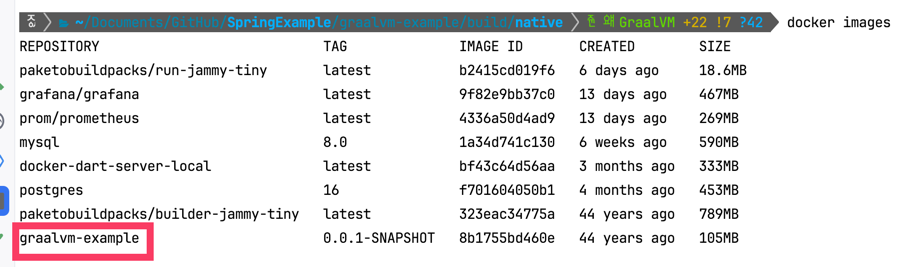 ~/Documents/GitHub/SpringExample/graalvm-example/build/native GraalVM +22 !7 ?42 docker images
REPOSITORY TAG IMAGE ID CREATED SIZE
paketobuildpacks/run-jammy-tiny latest b2415cd019f6 6 days ago 18.6MB
grafana/grafana latest 9f82e9bb37c0 13 days ago 467MB
prom/prometheus latest 4336a50d4ad9 13 days ago 269MB
mysql 8.0 1a34d741c130 6 weeks ago 590MB
docker-dart-server-local latest bf43c64d56aa 3 months ago 333MB
postgres 16 f701604050b1 4 months ago 453MB
paketobuildpacks/builder-jammy-tiny latest 323eac34775a 44 years ago 789MB
graalvm-example 0.0.1-SNAPSHOT 8b1755bd460e 44 years ago 105MB